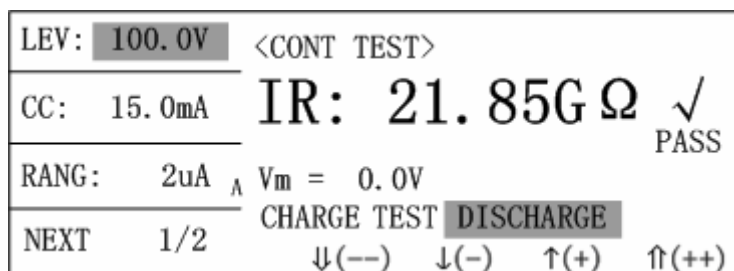 LEV: 100.0V
CC: 15.0mA
RANG: 2uA ∧
NEXT 1/2
<CONT TEST>
IR: 21.85GΩ √
PASS
Vm = 0.0V
CHARGE TEST DISCHARGE
⇓(--) ↓(-) ↑(+) ⇑(++)